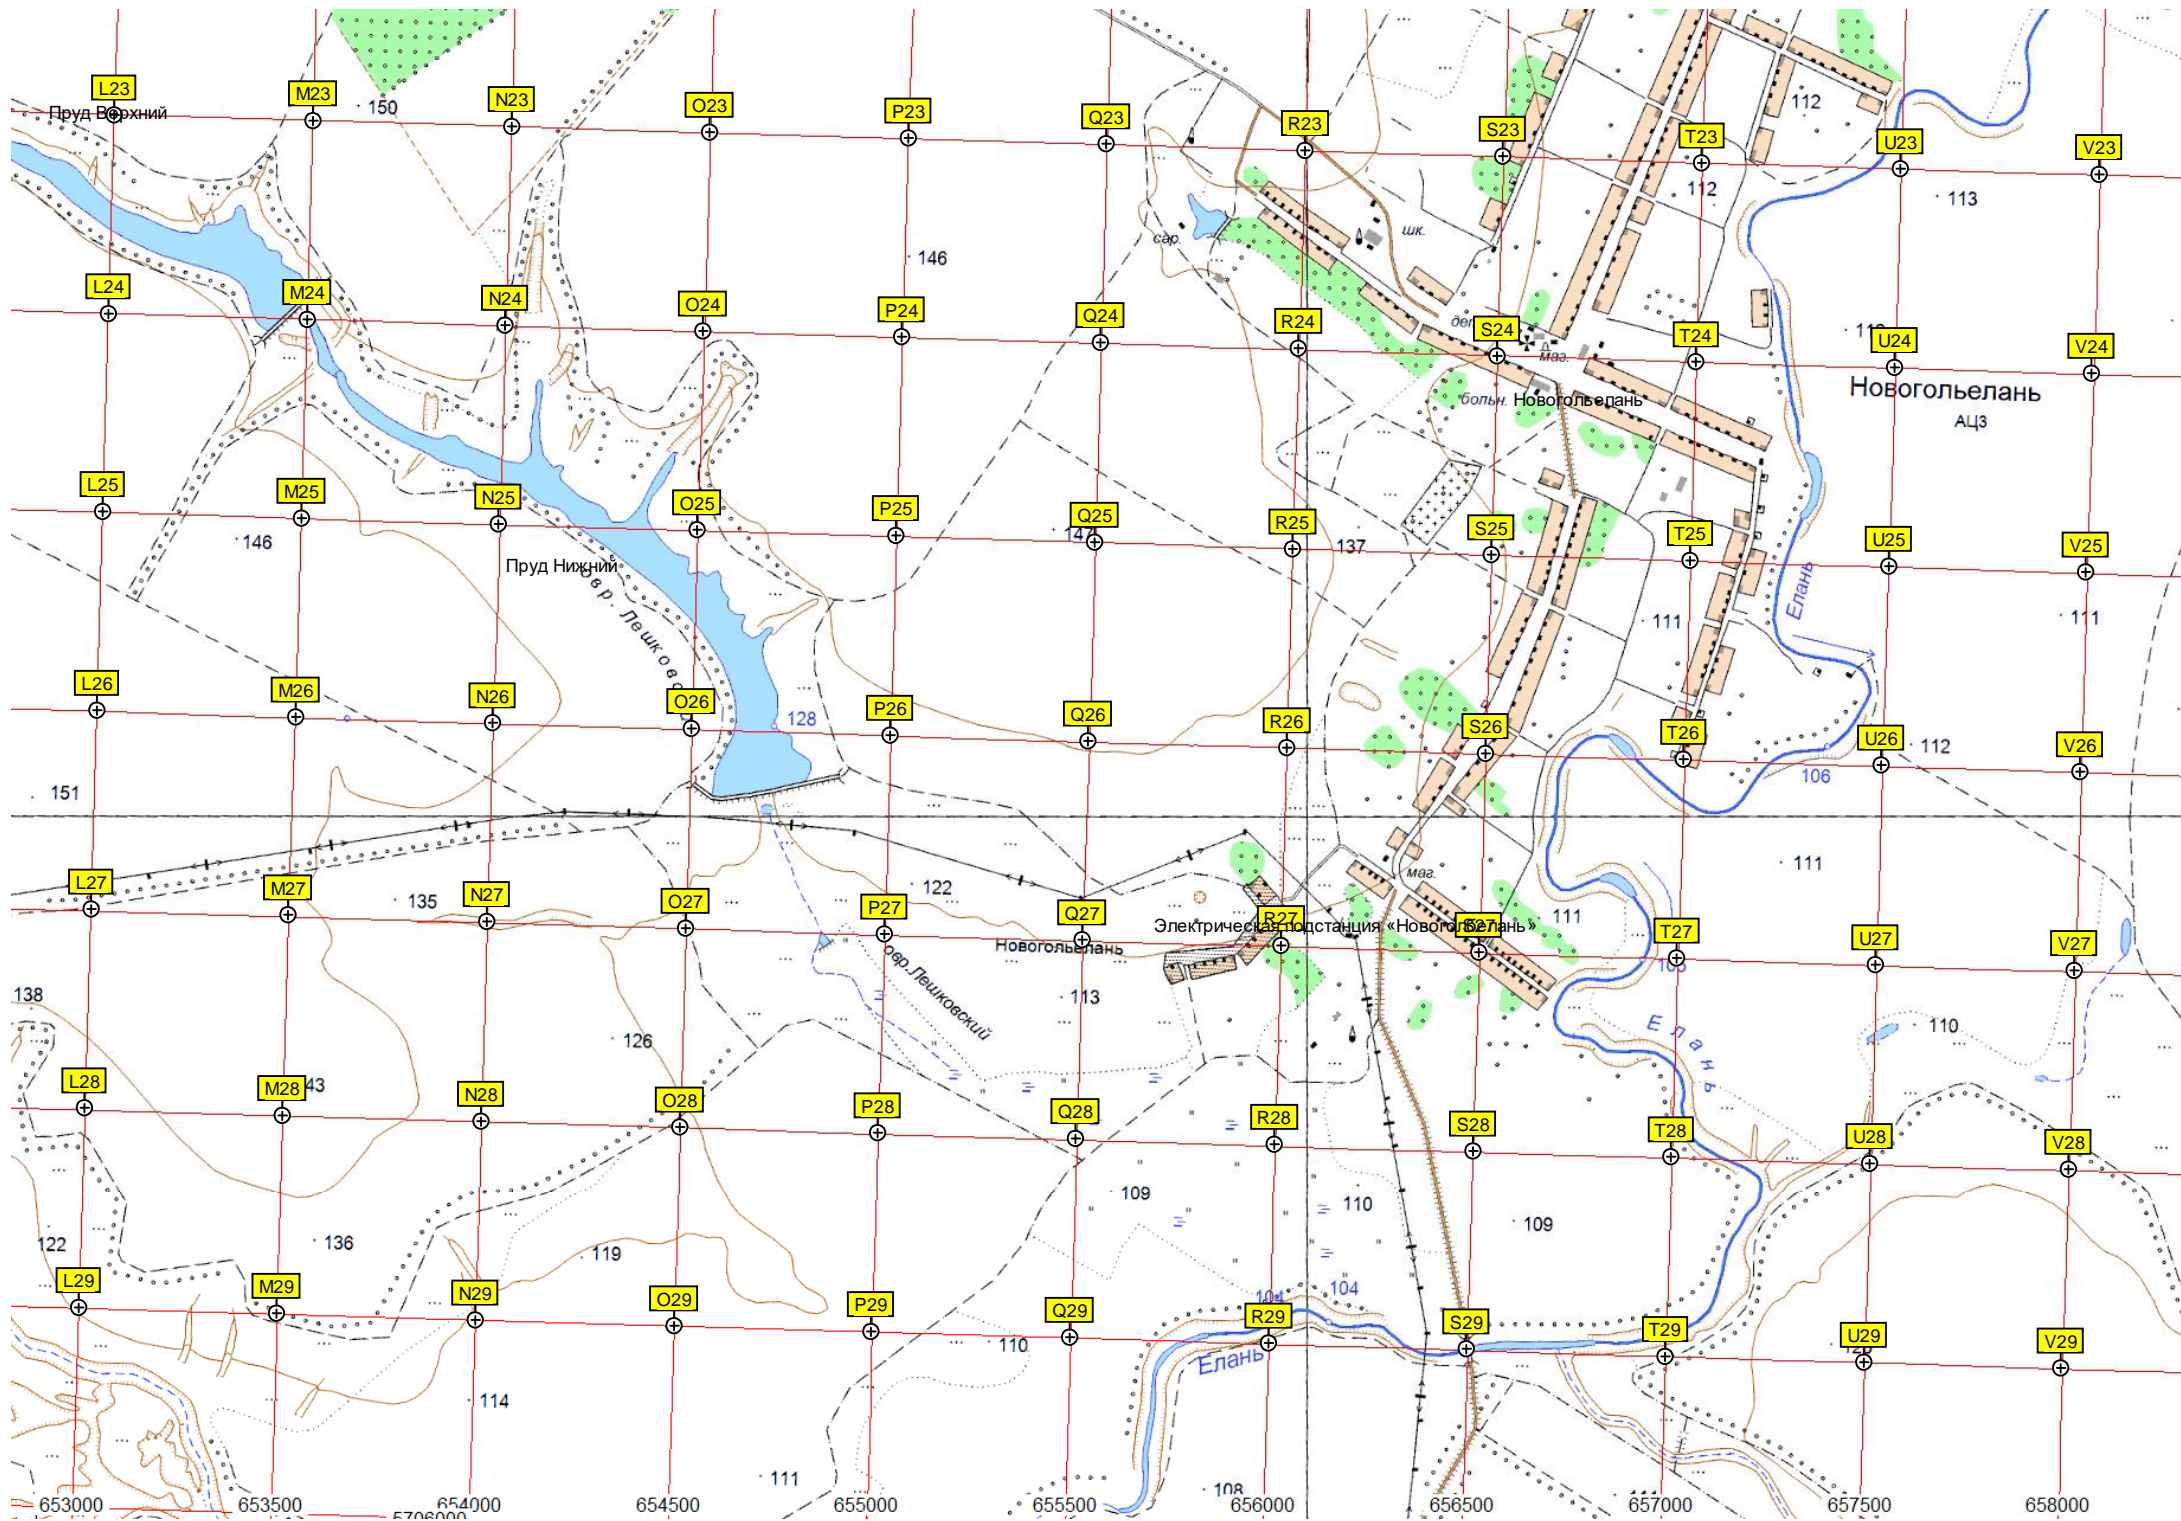 L23 M23 N23 O23 P23 Q23 R23 S23 T23 U23 V23
Пруд Верхний
150
112
112
113
146
сар.
шк.
L24 M24 N24 O24 P24 Q24 R24 S24 T24 U24 V24
маг.
больн. Новогольелань
Новогольелань
АЦЗ
L25 M25 N25 O25 P25 Q25 R25 S25 T25 U25 V25
146
147
137
Пруд Нижний
Елань
111
111
L26 M26 N26 O26 P26 Q26 R26 S26 T26 U26 V26
128
112
106
151
111
маг.
L27 M27 N27 O27 P27 Q27 R27 S27 T27 U27 V27
135
122
111
Электрическая подстанция «Новогольелань»
Новогольелань
овр.Лешковский
138
113
Елань
110
126
L28 M28 N28 O28 P28 Q28 R28 S28 T28 U28 V28
43
109
110
109
122
136
119
104
104
L29 M29 N29 O29 P29 Q29 R29 S29 T29 U29 V29
110
Елань
114
111
108
653000 653500 654000 654500 655000 655500 656000 656500 657000 657500 658000
5706000